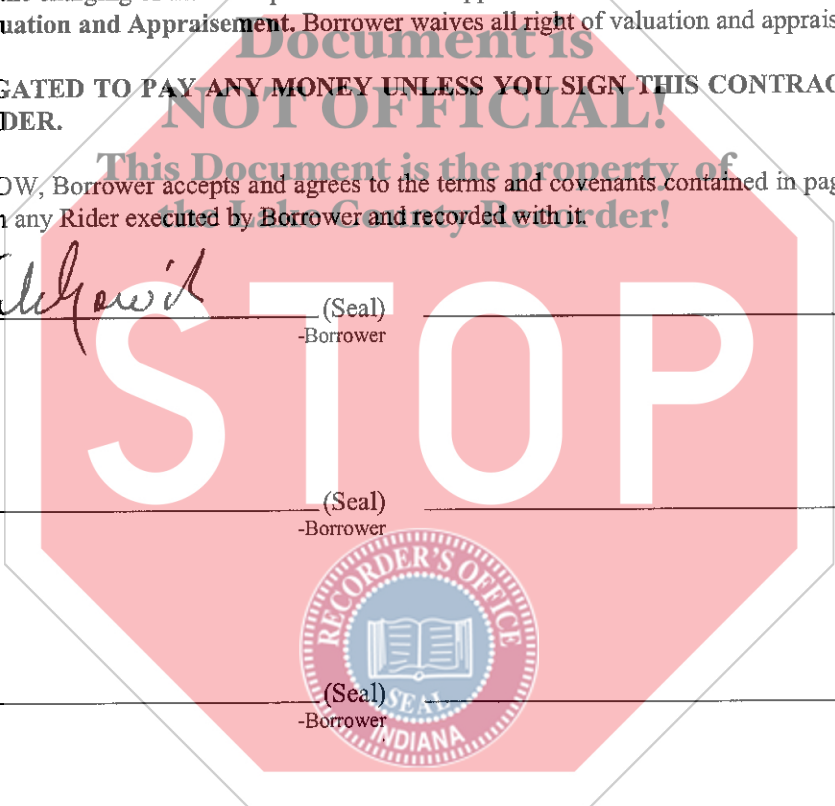 uation and Appraisement. Borrower waives all right of valuation and apprais
Document is
GATED TO PAY ANY MONEY UNLESS YOU SIGN THIS CONTRAC
NOT OFFICIAL!
DER.
This Document is the property of
OW, Borrower accepts and agrees to the terms and covenants contained in pag
any Rider executed by Borrower and recorded with it.
the Lake County Recorder!
(Seal)
-Borrower
STOP
(Seal)
-Borrower
RECORDER'S OFFICE
(Seal)
SEAL
-Borrower
INDIANA